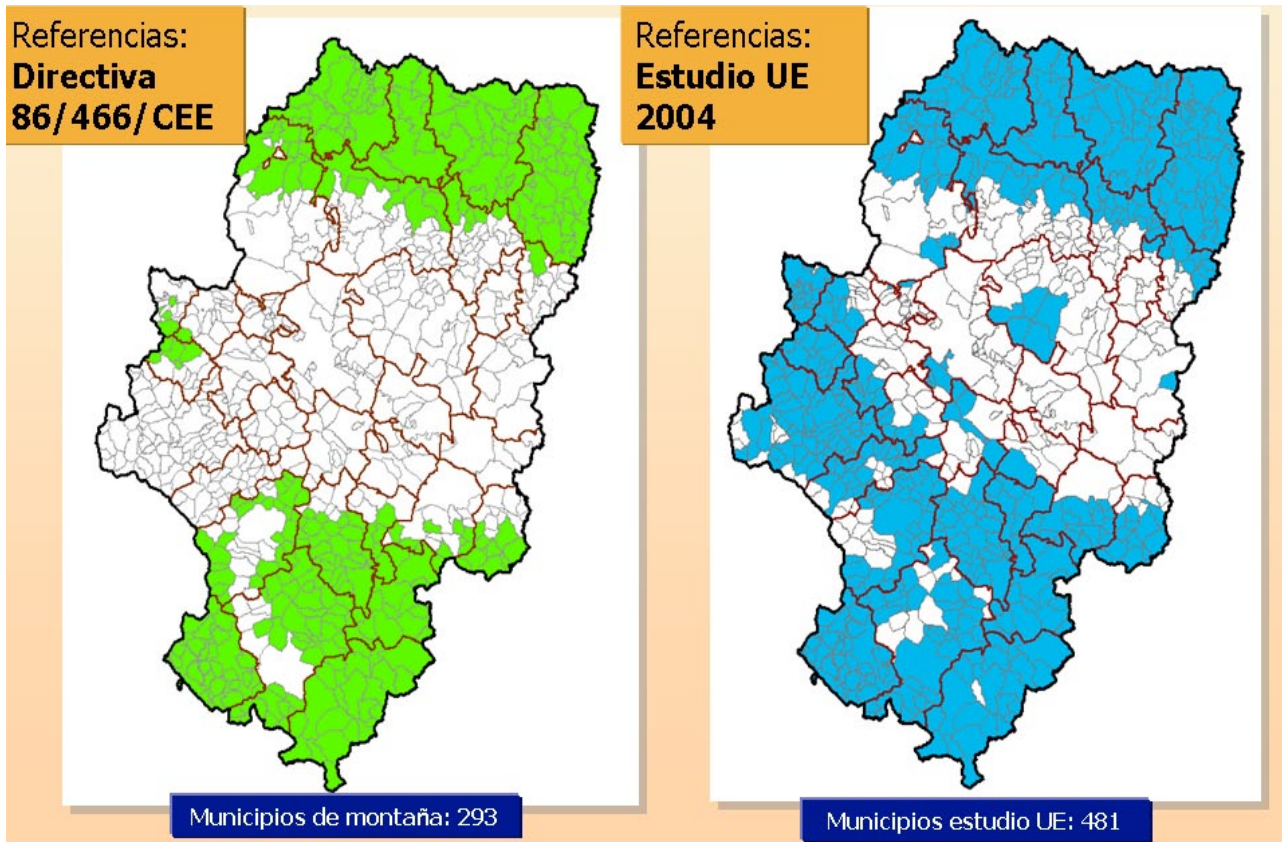 Referencias:
Directiva
86/466/CEE
Referencias:
Estudio UE
2004
Municipios de montaña: 293
Municipios estudio UE: 481